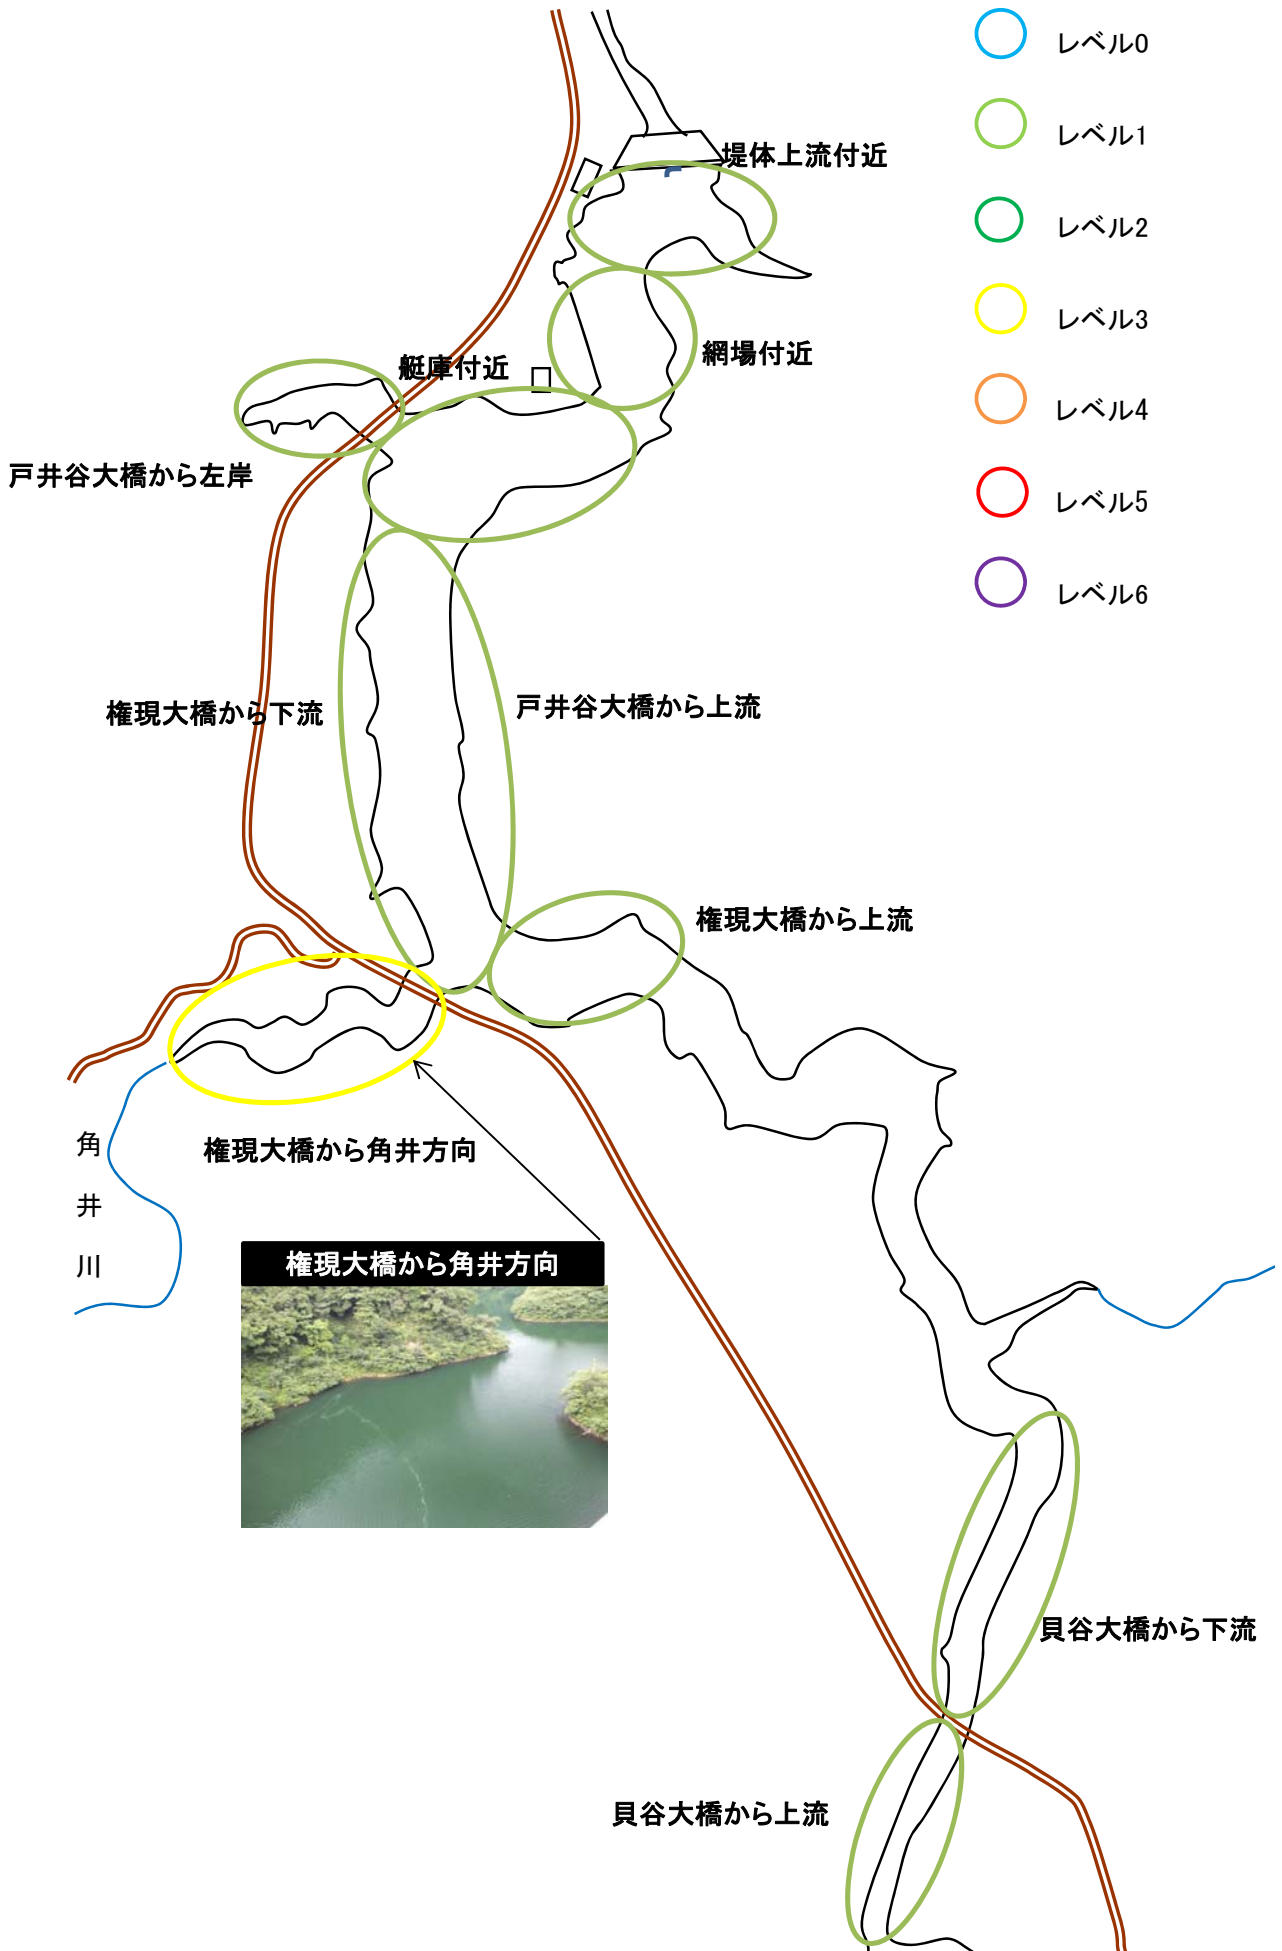 レベル0
レベル1
堤体上流付近
レベル2
レベル3
網場付近
艇庫付近
レベル4
戸井谷大橋から左岸
レベル5
レベル6
権現大橋から下流
戸井谷大橋から上流
権現大橋から上流
権現大橋から角井方向
角井川
権現大橋から角井方向
貝谷大橋から下流
貝谷大橋から上流